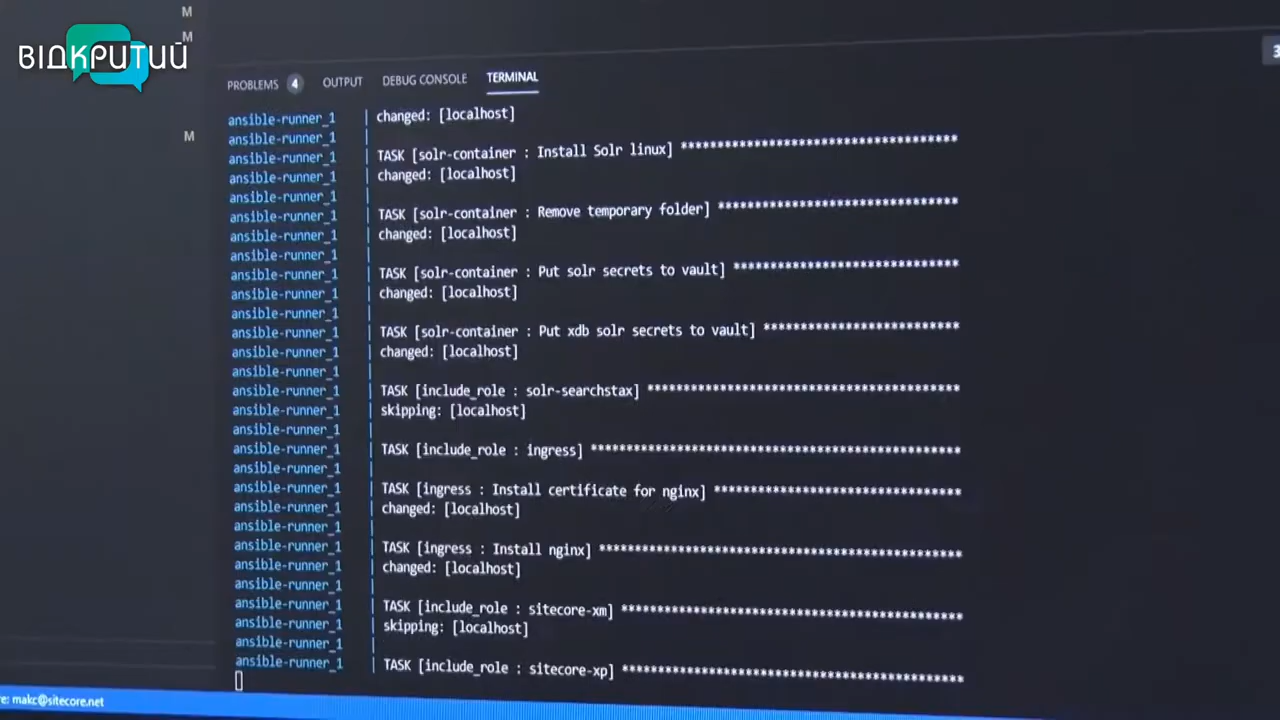 M
ВІДКРИТИЙ
M
3
PROBLEMS 4 OUTPUT DEBUG CONSOLE TERMINAL
ansible-runner_1 | changed: [localhost]
ansible-runner_1 |
M
ansible-runner_1 | TASK [solr-container : Install Solr linux] *************************************
ansible-runner_1 | changed: [localhost]
ansible-runner_1 |
ansible-runner_1 | TASK [solr-container : Remove temporary folder] ********************************
ansible-runner_1 | changed: [localhost]
ansible-runner_1 |
ansible-runner_1 | TASK [solr-container : Put solr secrets to vault] ******************************
ansible-runner_1 | changed: [localhost]
ansible-runner_1 |
ansible-runner_1 | TASK [solr-container : Put xdb solr secrets to vault] **************************
ansible-runner_1 | changed: [localhost]
ansible-runner_1 |
ansible-runner_1 | TASK [include_role : solr-searchstax] ******************************************
ansible-runner_1 | skipping: [localhost]
ansible-runner_1 |
ansible-runner_1 | TASK [include_role : ingress] **************************************************
ansible-runner_1 |
ansible-runner_1 | TASK [ingress : Install certificate for nginx] *********************************
ansible-runner_1 | changed: [localhost]
ansible-runner_1 |
ansible-runner_1 | TASK [ingress : Install nginx] *************************************************
ansible-runner_1 | changed: [localhost]
ansible-runner_1 |
ansible-runner_1 | TASK [include_role : sitecore-xm] **********************************************
ansible-runner_1 | skipping: [localhost]
ansible-runner_1 |
ansible-runner_1 | TASK [include_role : sitecore-xp] **********************************************
e: makc@sitecore.net